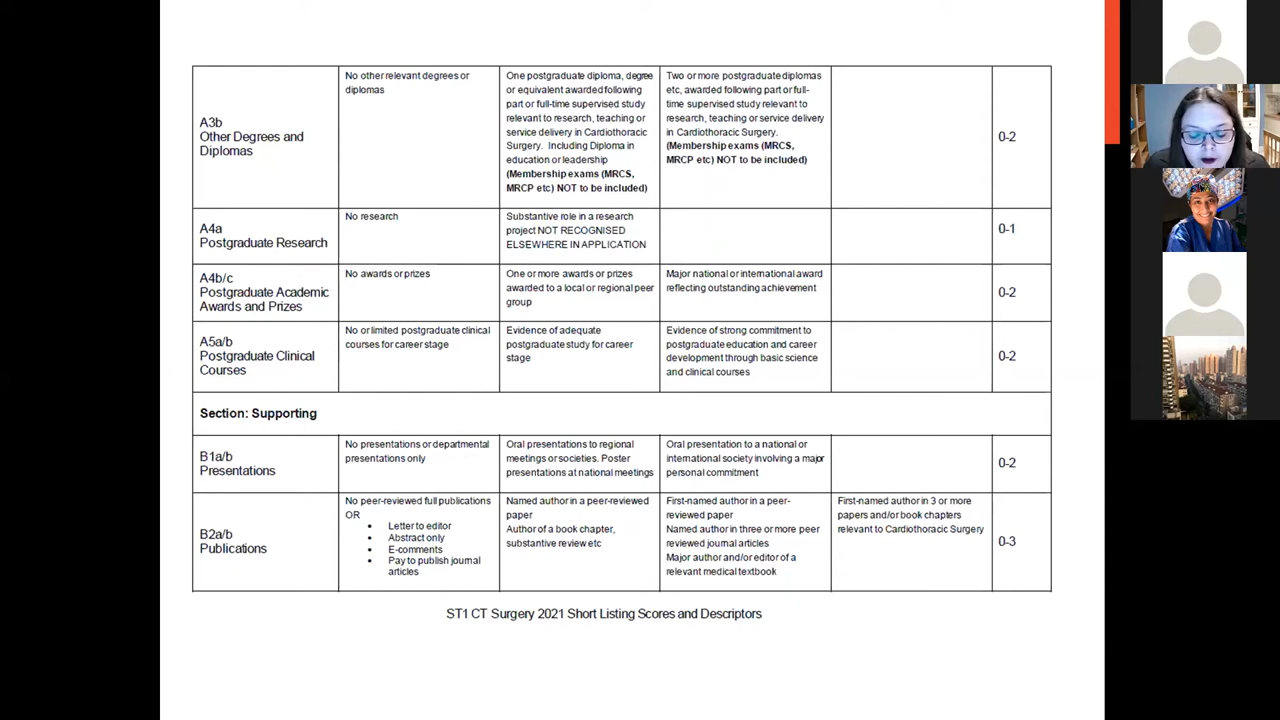 A3b
Other Degrees and
Diplomas
No other relevant degrees or
diplomas
One postgraduate diploma, degree
or equivalent awarded following
part or full-time supervised study
relevant to research, teaching or
service delivery in Cardiothoracic
Surgery. Including Diploma in
education or leadership
(Membership exams (MRCS,
MRCP etc) NOT to be included)
Two or more postgraduate diplomas
etc, awarded following part or full-
time supervised study relevant to
research, teaching or service delivery
in Cardiothoracic Surgery.
(Membership exams (MRCS,
MRCP etc) NOT to be included)
0-2
A4a
Postgraduate Research
No research
Substantive role in a research
project NOT RECOGNISED
ELSEWHERE IN APPLICATION
0-1
A4b/c
Postgraduate Academic
Awards and Prizes
No awards or prizes
One or more awards or prizes
awarded to a local or regional peer
group
Major national or international award
reflecting outstanding achievement
0-2
A5a/b
Postgraduate Clinical
Courses
No or limited postgraduate clinical
courses for career stage
Evidence of adequate
postgraduate study for career
stage
Evidence of strong commitment to
postgraduate education and career
development through basic science
and clinical courses
0-2
Section: Supporting
B1a/b
Presentations
No presentations or departmental
presentations only
Oral presentations to regional
meetings or societies. Poster
presentations at national meetings
Oral presentation to a national or
international society involving a major
personal commitment
0-2
B2a/b
Publications
No peer-reviewed full publications
OR
• Letter to editor
• Abstract only
• E-comments
• Pay to publish journal
articles
Named author in a peer-reviewed
paper
Author of a book chapter,
substantive review etc
First-named author in a peer-
reviewed paper
Named author in three or more peer
reviewed journal articles
Major author and/or editor of a
relevant medical textbook
First-named author in 3 or more
papers and/or book chapters
relevant to Cardiothoracic Surgery
0-3
ST1 CT Surgery 2021 Short Listing Scores and Descriptors